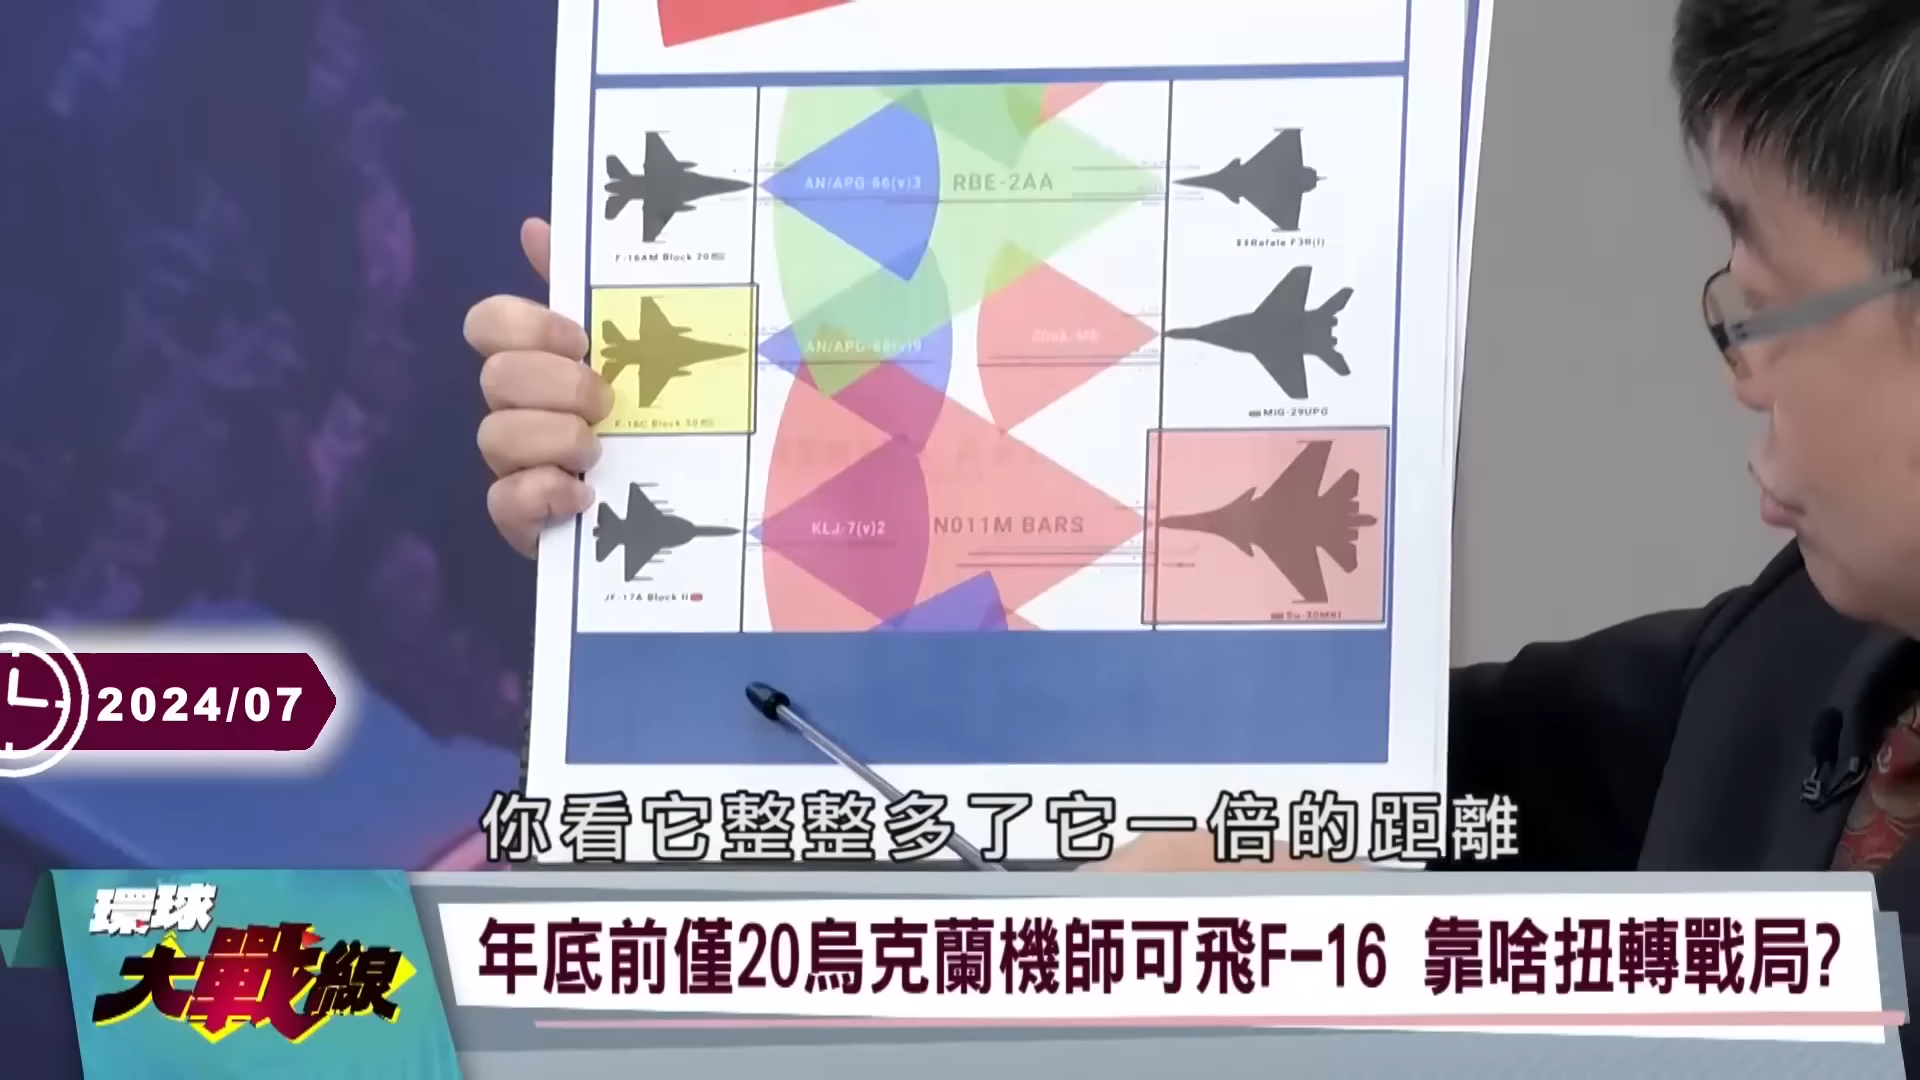 AN/APG-66(v)3
RBE-2AA
F-16AM Block 20
Rafale F3R(I)
AN/APG-68(v)9
F-16C Block 50
MiG-29UPG
KLJ-7(v)2
N011M BARS
JF-17A Block II
Su-30MKI
2024/07
你看它整整多了它一倍的距離
環球
大戰線
年底前僅20烏克蘭機師可飛F-16 靠啥扭轉戰局?